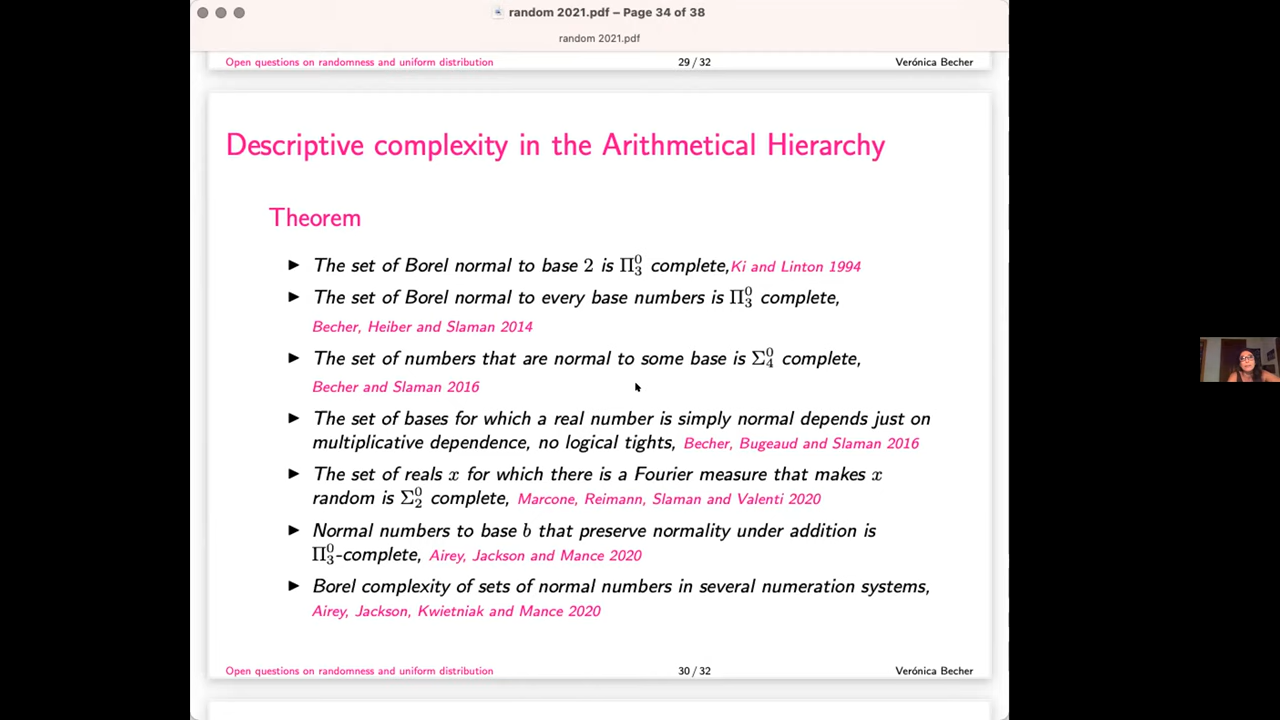 random 2021.pdf – Page 34 of 38
random 2021.pdf
Open questions on randomness and uniform distribution 29 / 32 Verónica Becher
Descriptive complexity in the Arithmetical Hierarchy
Theorem
▶ The set of Borel normal to base 2 is Π⁰₃ complete,Ki and Linton 1994
▶ The set of Borel normal to every base numbers is Π⁰₃ complete,
Becher, Heiber and Slaman 2014
▶ The set of numbers that are normal to some base is Σ⁰₄ complete,
Becher and Slaman 2016
▶ The set of bases for which a real number is simply normal depends just on
multiplicative dependence, no logical tights, Becher, Bugeaud and Slaman 2016
▶ The set of reals x for which there is a Fourier measure that makes x
random is Σ⁰₂ complete, Marcone, Reimann, Slaman and Valenti 2020
▶ Normal numbers to base b that preserve normality under addition is
Π⁰₃-complete, Airey, Jackson and Mance 2020
▶ Borel complexity of sets of normal numbers in several numeration systems,
Airey, Jackson, Kwietniak and Mance 2020
Open questions on randomness and uniform distribution 30 / 32 Verónica Becher